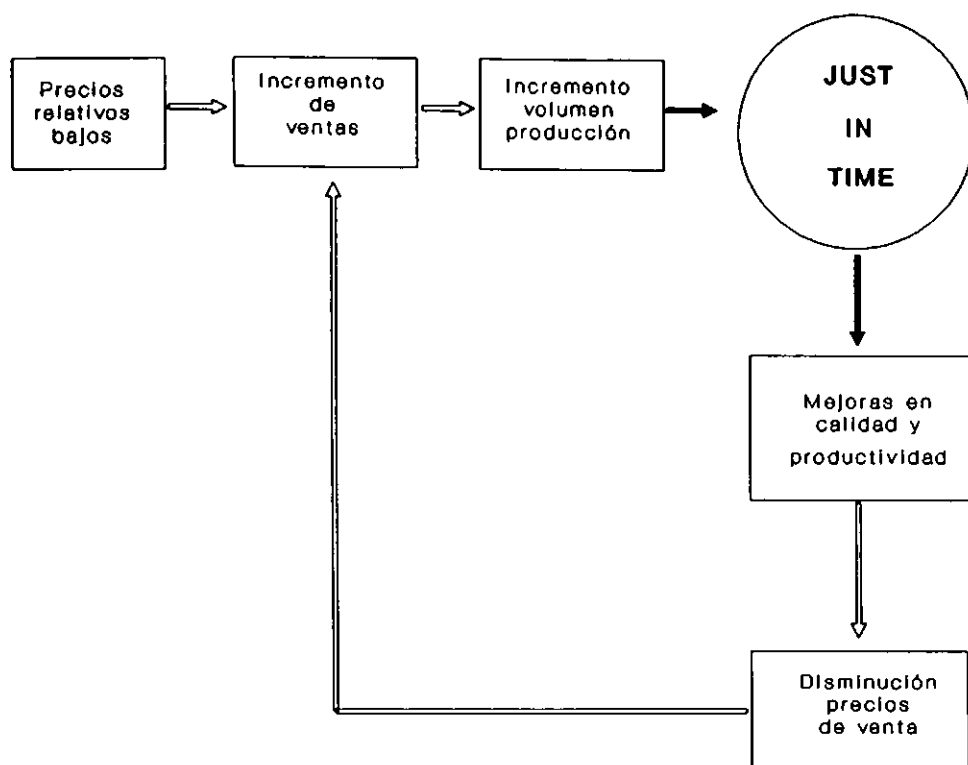 Precios
relativos
bajos
Incremento
de
ventas
Incremento
volumen
producción
JUST
IN
TIME
Mejoras en
calidad y
productividad
Disminución
precios
de venta